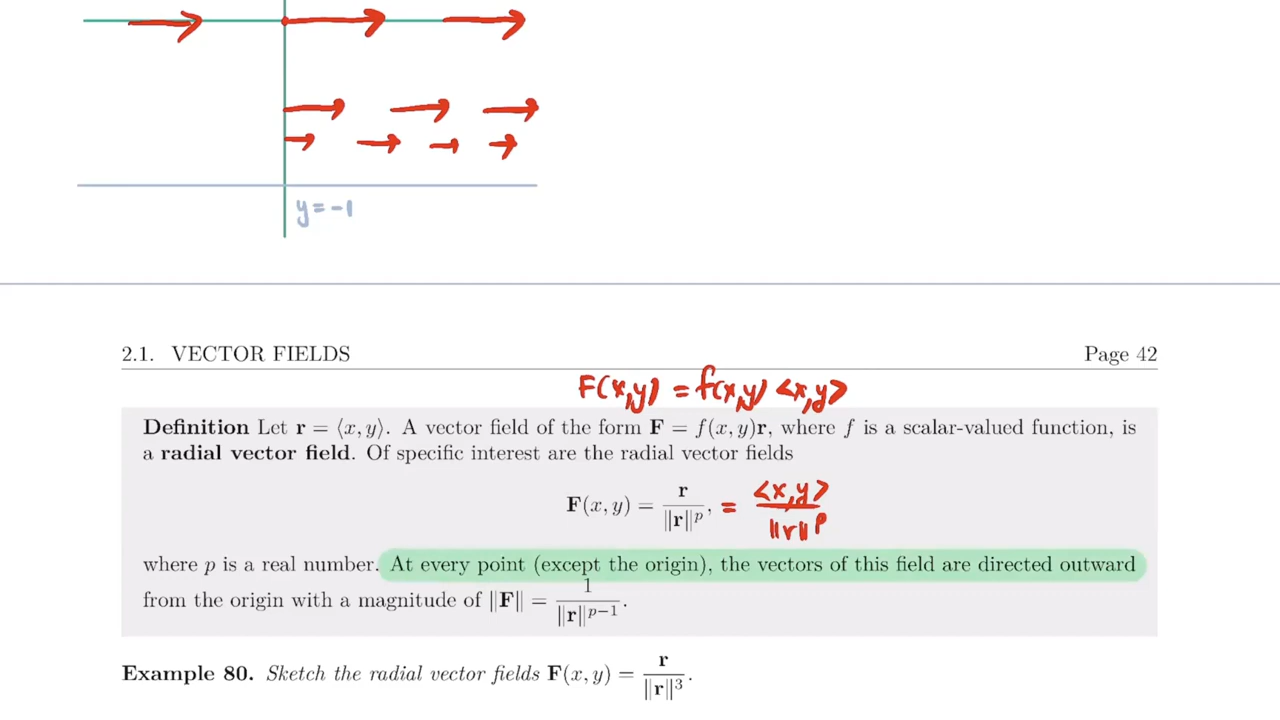 y = -1
2.1. VECTOR FIELDS Page 42
F(x,y) = f(x,y) <x,y>
Definition Let r = ⟨x, y⟩. A vector field of the form F = f(x, y)r, where f is a scalar-valued function, is
a radial vector field. Of specific interest are the radial vector fields
F(x, y) = r / ‖r‖^p, = <x,y> / ‖r‖^p
where p is a real number. At every point (except the origin), the vectors of this field are directed outward
from the origin with a magnitude of ‖F‖ = 1 / ‖r‖^{p−1}.
Example 80. Sketch the radial vector fields F(x, y) = r / ‖r‖^3.